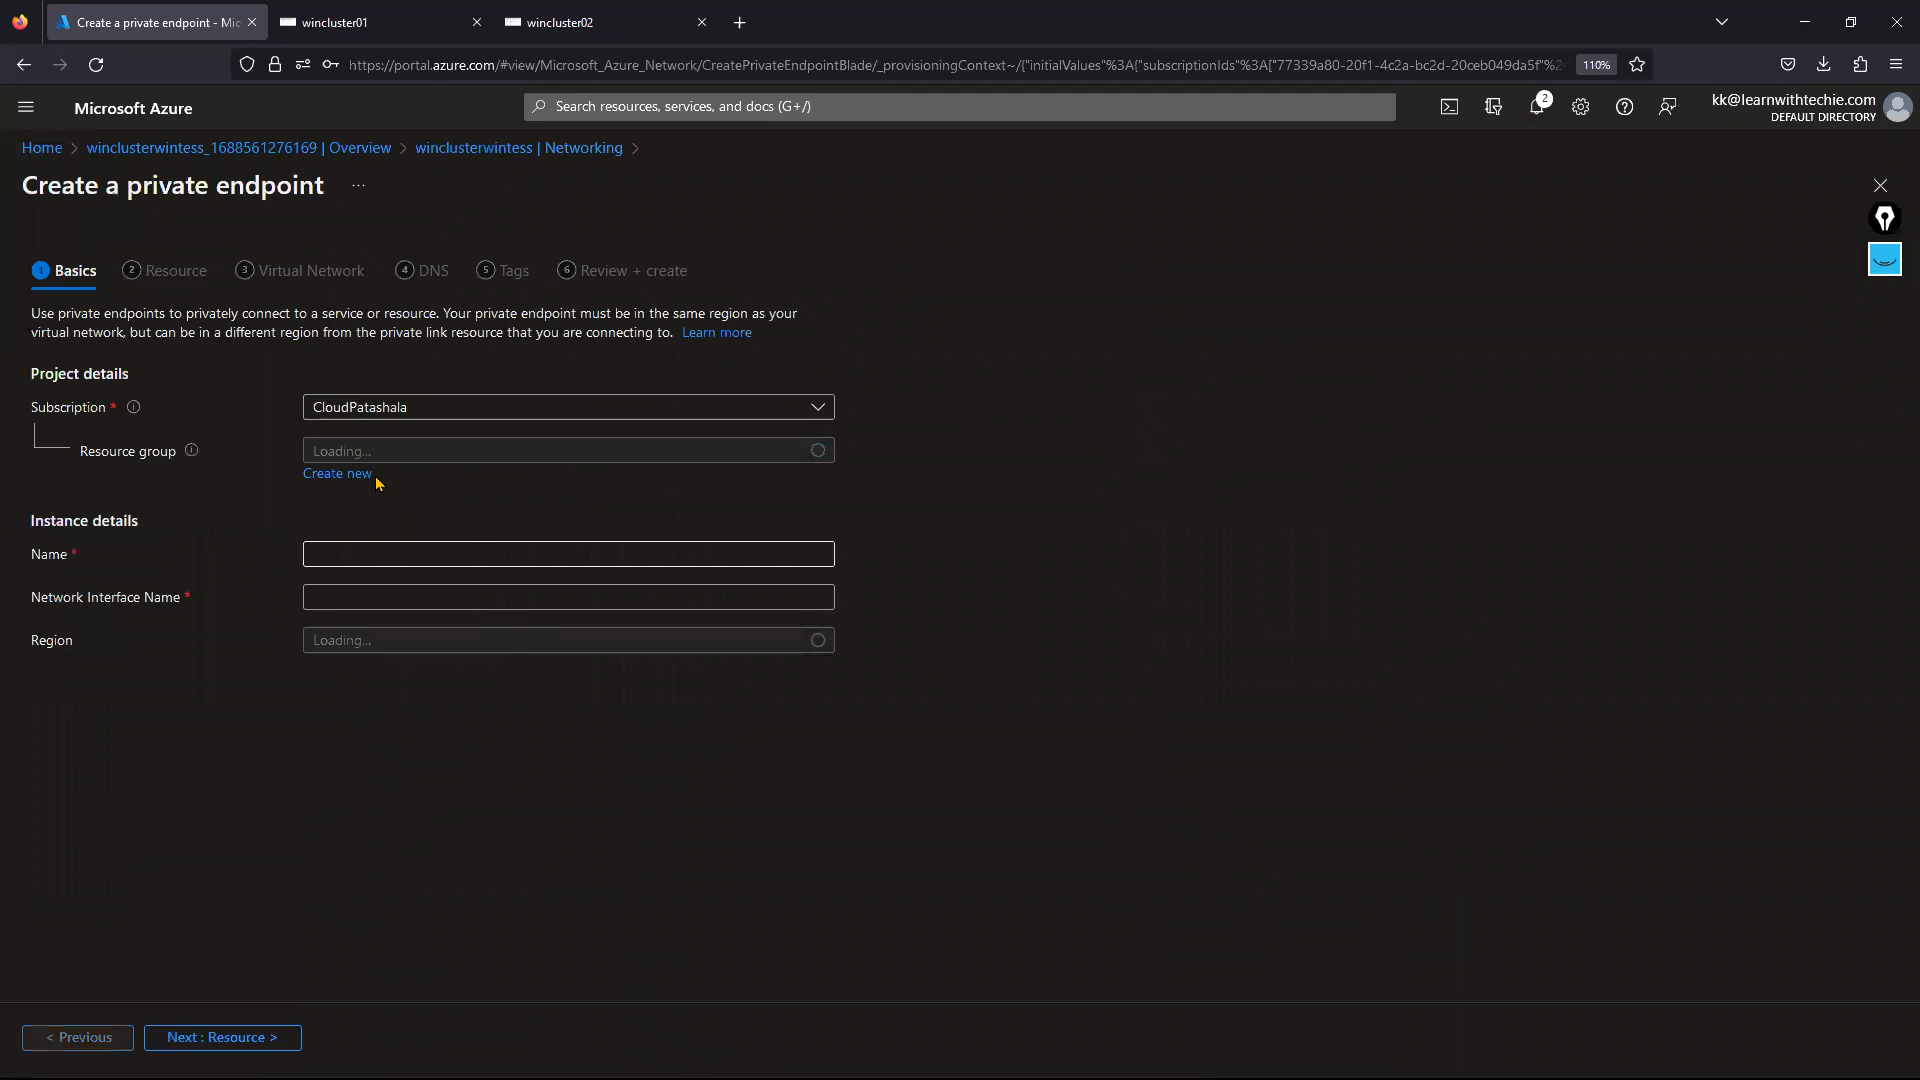 Create a private endpoint - Mic
wincluster01
wincluster02
https://portal.azure.com/#view/Microsoft_Azure_Network/CreatePrivateEndpointBlade/_provisioningContext~/{"initialValues"%3A{"subscriptionIds"%3A["77339a80-20f1-4c2a-bc2d-20ceb049da5f"%2
110%
Microsoft Azure
Search resources, services, and docs (G+/)
2
kk@learnwithtechie.com
DEFAULT DIRECTORY
Home > winclusterwintess_1688561276169 | Overview > winclusterwintess | Networking >
Create a private endpoint ...
1 Basics 2 Resource 3 Virtual Network 4 DNS 5 Tags 6 Review + create
Use private endpoints to privately connect to a service or resource. Your private endpoint must be in the same region as your
virtual network, but can be in a different region from the private link resource that you are connecting to. Learn more
Project details
Subscription * CloudPatashala
Resource group Loading...
Create new
Instance details
Name *
Network Interface Name *
Region Loading...
< Previous
Next : Resource >